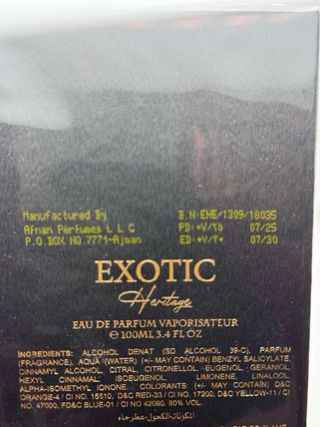 Manufactured By
Afnan Perfumes L L C
P.O.BOX NO.7771-Ajman
B.N:EHE/1309/18035
PD:٠٧/٢٥ 07/25
ED:٠٧/٣٠ 07/30
EXOTIC
Heritage
EAU DE PARFUM VAPORISATEUR
℮ 100ML 3.4 FL OZ
INGREDIENTS: ALCOHOL DENAT (SD ALCOHOL 39-C), PARFUM
(FRAGRANCE), AQUA (WATER) (+/- MAY CONTAIN) BENZYL SALICYLATE,
CINNAMYL ALCOHOL, CITRAL, CITRONELLOL, EUGENOL, GERANIOL,
HEXYL CINNAMAL, ISOEUGENOL, LIMONENE, LINALOOL,
ALPHA-ISOMETHYL IONONE. COLORANTS: (+/- MAY CONTAIN) D&C
ORANGE-4 / CI NO. 15510, D&C RED-33 / CI NO. 17200, D&C YELLOW-11 / CI
NO. 47000, FD&C BLUE-01 / CI NO 42090. 80% VOL.
المكونات:الكحول،عطر،ماء